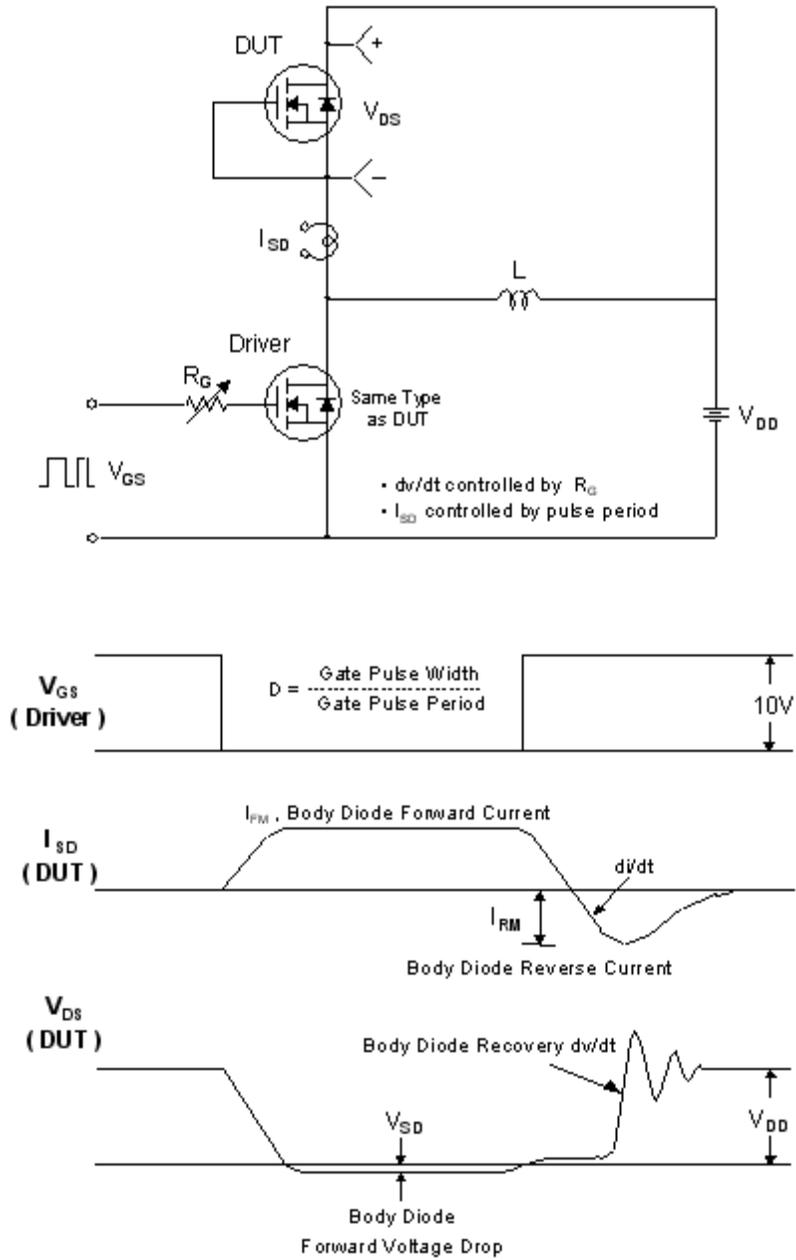 DUT
+
V_DS
–
I_SD
L
Driver
R_G
Same Type
as DUT
V_DD
V_GS
• dv/dt controlled by R_G
• I_SD controlled by pulse period
V_GS
( Driver )
D = Gate Pulse Width
Gate Pulse Period
10V
I_FM , Body Diode Forward Current
I_SD
( DUT )
di/dt
I_RM
Body Diode Reverse Current
V_DS
( DUT )
Body Diode Recovery dv/dt
V_SD
V_DD
Body Diode
Forward Voltage Drop